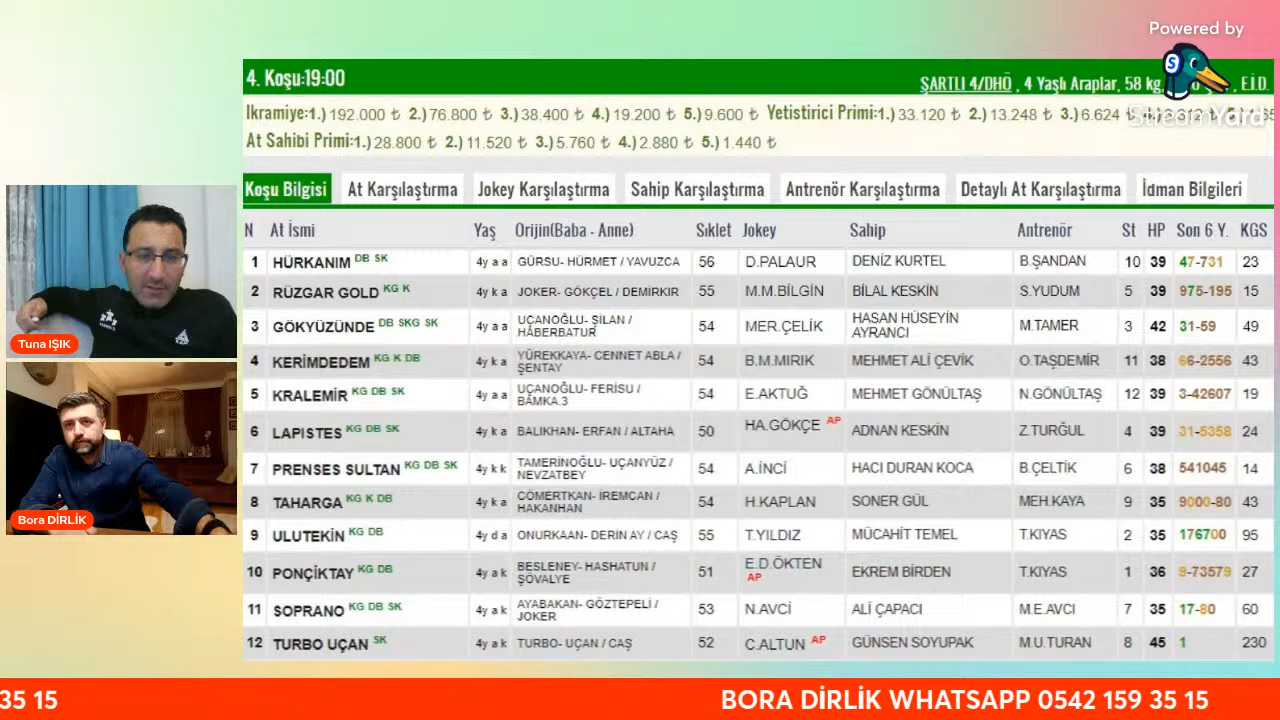 Powered by
StreamYard
4. Koşu:19:00
ŞARTLI 4/DHÖ , 4 Yaşlı Araplar, 58 kg, , E.İ.D.
Ikramiye:1.) 192.000 ₺ 2.) 76.800 ₺ 3.) 38.400 ₺ 4.) 19.200 ₺ 5.) 9.600 ₺ Yetistirici Primi:1.) 33.120 ₺ 2.) 13.248 ₺ 3.) 6.624 ₺
At Sahibi Primi:1.) 28.800 ₺ 2.) 11.520 ₺ 3.) 5.760 ₺ 4.) 2.880 ₺ 5.) 1.440 ₺
Koşu Bilgisi At Karşılaştırma Jokey Karşılaştırma Sahip Karşılaştırma Antrenör Karşılaştırma Detaylı At Karşılaştırma İdman Bilgileri
N At İsmi Yaş Orijin(Baba - Anne) Sıklet Jokey Sahip Antrenör St HP Son 6 Y. KGS
1 HÜRKANIM DB SK 4y a a GÜRSU- HÜRMET / YAVUZCA 56 D.PALAUR DENİZ KURTEL B.ŞANDAN 10 39 47-731 23
2 RÜZGAR GOLD KG K 4y k a JOKER- GÖKÇEL / DEMİRKIR 55 M.M.BİLGİN BİLAL KESKİN S.YUDUM 5 39 975-195 15
3 GÖKYÜZÜNDE DB SKG SK 4y a a UÇANOĞLU- ŞİLAN / HABERBATUR 54 MER.ÇELİK HASAN HÜSEYİN AYRANCI M.TAMER 3 42 31-59 49
4 KERİMDEDEM KG K DB 4y k a YÜREKKAYA- CENNET ABLA / ŞENTAY 54 B.M.MIRIK MEHMET ALİ ÇEVİK O.TAŞDEMİR 11 38 66-2556 43
5 KRALEMİR KG DB SK 4y a a UÇANOĞLU- FERİSU / BAMKA.3 54 E.AKTUĞ MEHMET GÖNÜLTAŞ N.GÖNÜLTAŞ 12 39 3-42607 19
6 LAPISTES KG DB SK 4y k a BALIKHAN- ERFAN / ALTAHA 50 HA.GÖKÇE AP ADNAN KESKİN Z.TURĞUL 4 39 31-5358 24
7 PRENSES SULTAN KG DB SK 4y k k TAMERİNOĞLU- UÇANYÜZ / NEVZATBEY 54 A.İNCİ HACI DURAN KOCA B.ÇELTİK 6 38 541045 14
8 TAHARGA KG K DB 4y k a CÖMERTKAN- İREMCAN / HAKANHAN 54 H.KAPLAN SONER GÜL MEH.KAYA 9 35 9000-80 43
9 ULUTEKİN KG DB 4y d a ONURKAAN- DERİN AY / CAŞ 55 T.YILDIZ MÜCAHİT TEMEL T.KIYAS 2 35 176700 95
10 PONÇİKTAY KG DB 4y a k BESLENEY- HASHATUN / ŞÖVALYE 51 E.D.ÖKTEN AP EKREM BİRDEN T.KIYAS 1 36 9-73579 27
11 SOPRANO KG DB SK 4y a k AYABAKAN- GÖZTEPELİ / JOKER 53 N.AVCİ ALİ ÇAPACI M.E.AVCI 7 35 17-80 60
12 TURBO UÇAN SK 4y a k TURBO- UÇAN / CAŞ 52 C.ALTUN AP GÜNSEN SOYUPAK M.U.TURAN 8 45 1 230
Tuna IŞIK
Bora DİRLİK
35 15
BORA DİRLİK WHATSAPP 0542 159 35 15